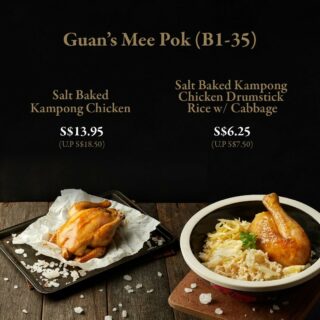 Guan's Mee Pok (B1-35)
Salt Baked
Kampong Chicken
S$13.95
(U.P S$18.50)
Salt Baked Kampong
Chicken Drumstick
Rice w/ Cabbage
S$6.25
(U.P S$7.50)